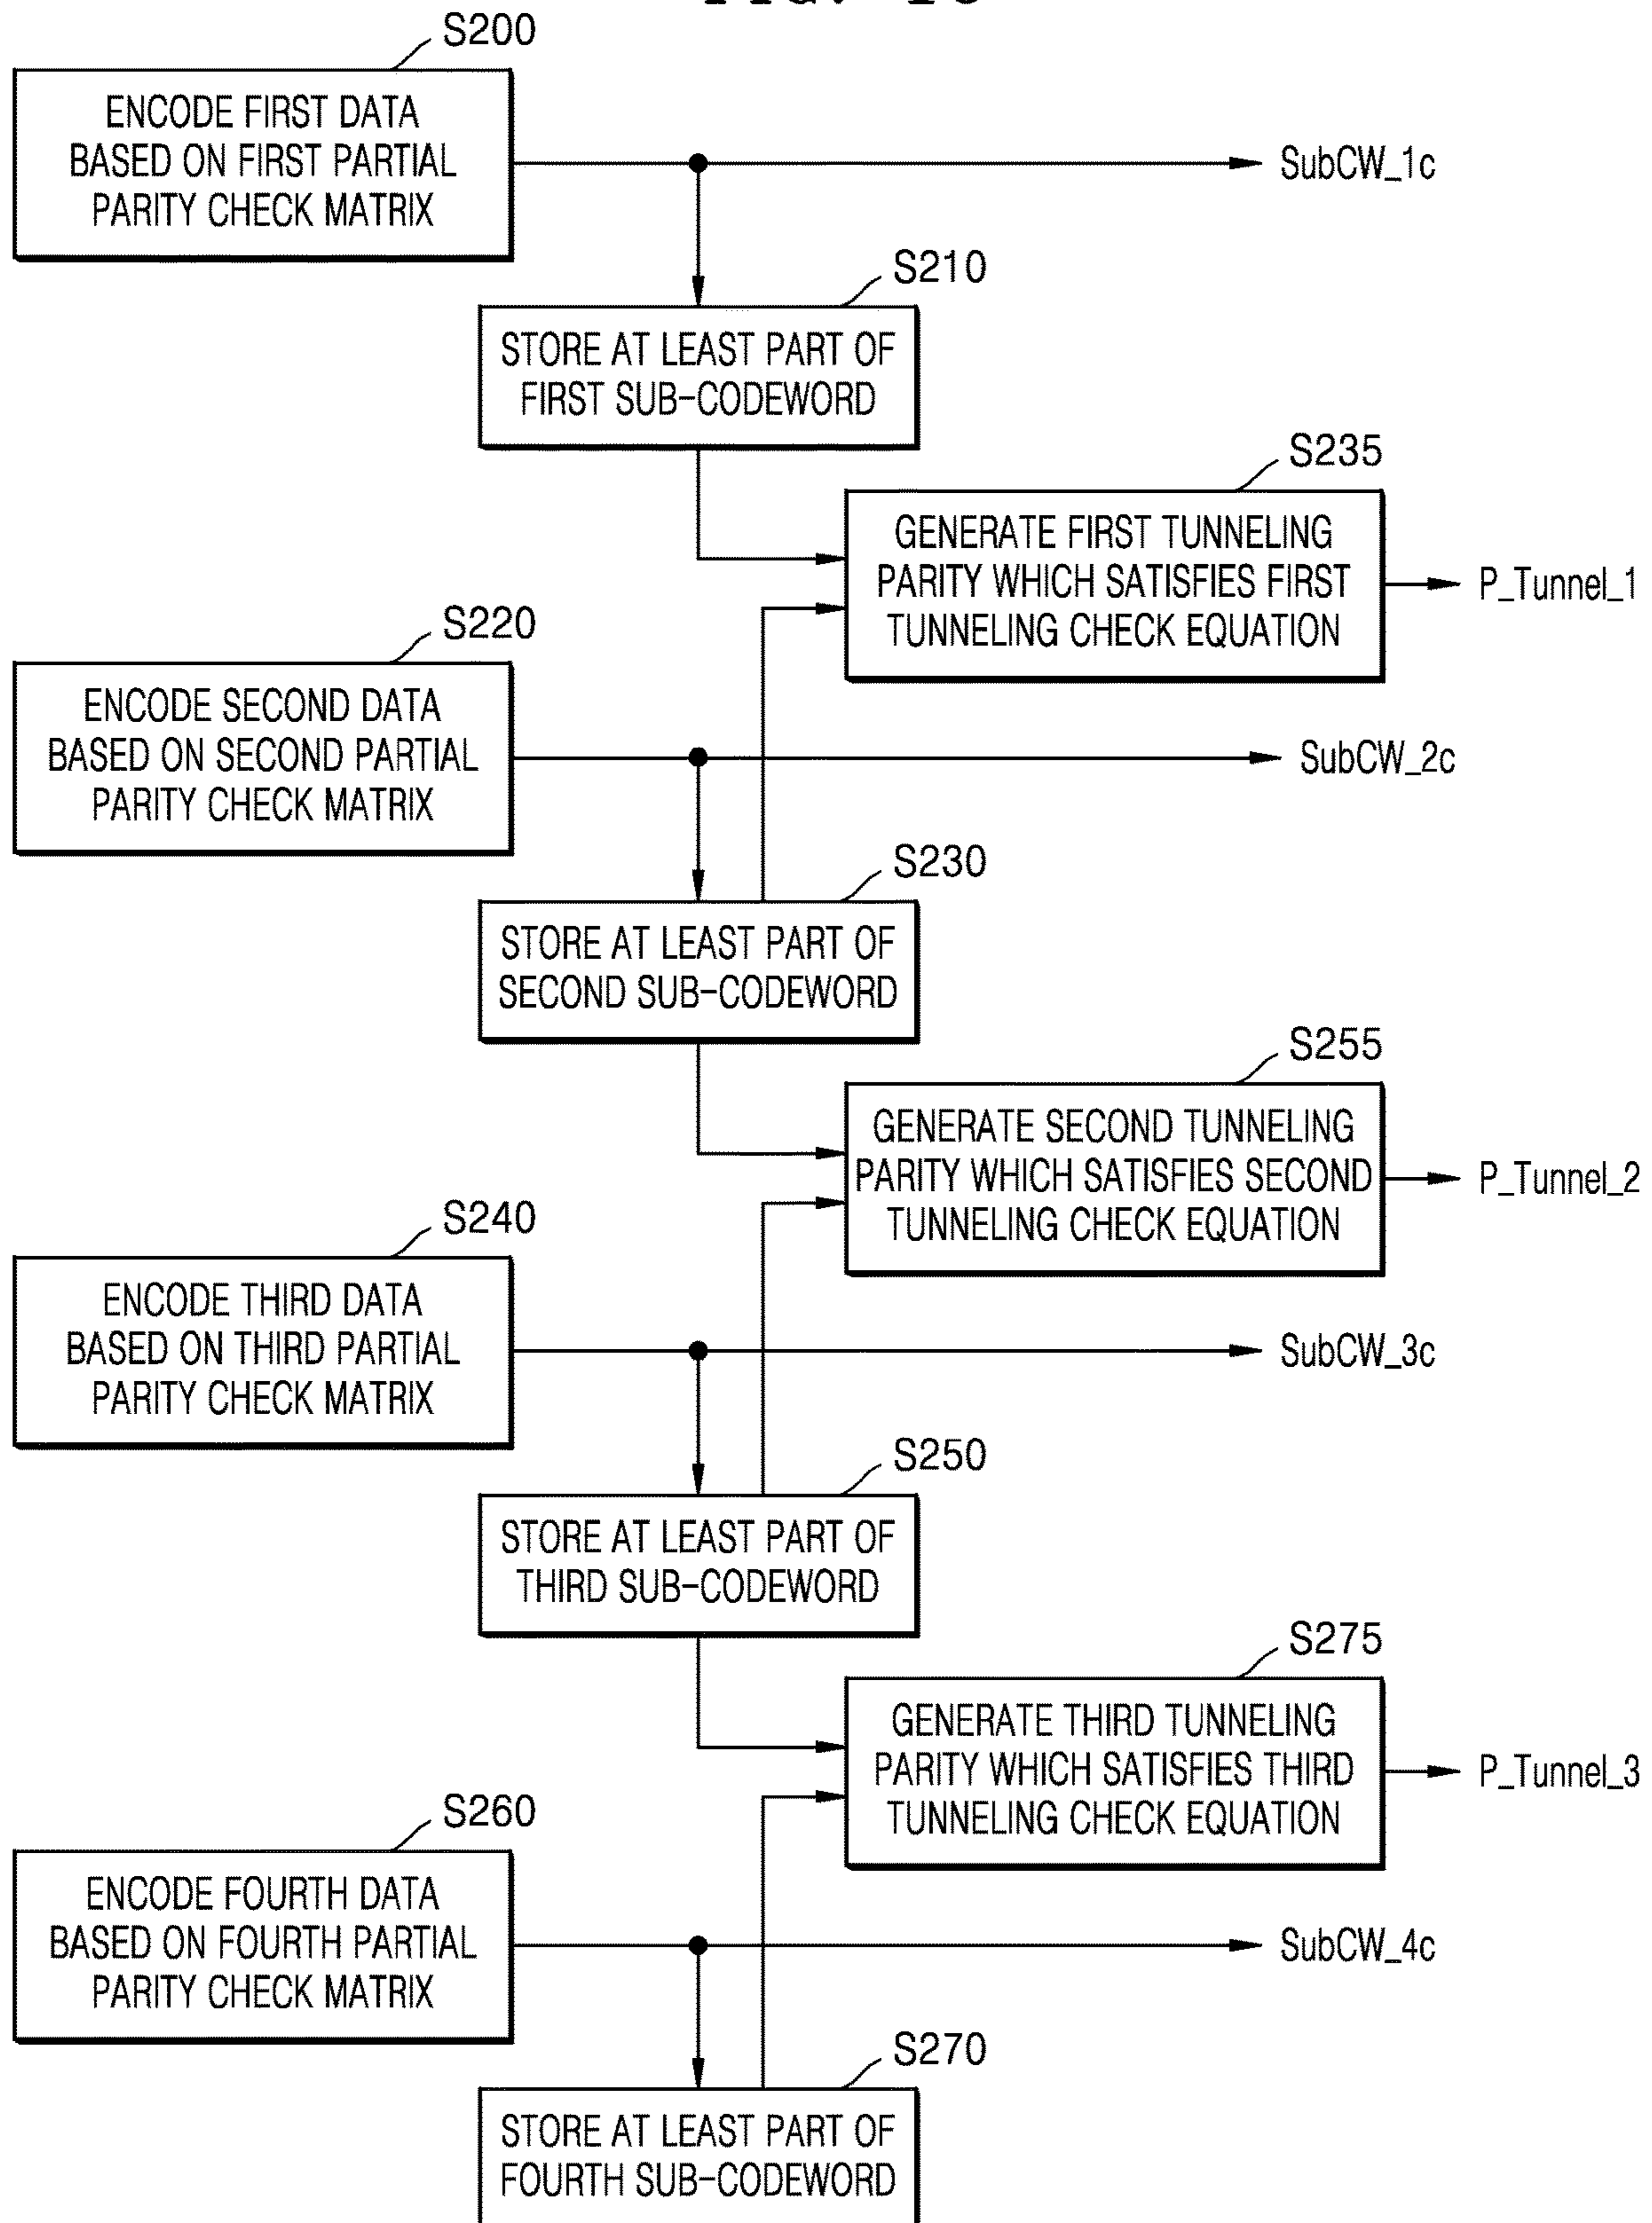 S200
ENCODE FIRST DATA
BASED ON FIRST PARTIAL
PARITY CHECK MATRIX
SubCW_1c
S210
STORE AT LEAST PART OF
FIRST SUB-CODEWORD
S235
GENERATE FIRST TUNNELING
PARITY WHICH SATISFIES FIRST
TUNNELING CHECK EQUATION
P_Tunnel_1
S220
ENCODE SECOND DATA
BASED ON SECOND PARTIAL
PARITY CHECK MATRIX
SubCW_2c
S230
STORE AT LEAST PART OF
SECOND SUB-CODEWORD
S255
GENERATE SECOND TUNNELING
PARITY WHICH SATISFIES SECOND
TUNNELING CHECK EQUATION
P_Tunnel_2
S240
ENCODE THIRD DATA
BASED ON THIRD PARTIAL
PARITY CHECK MATRIX
SubCW_3c
S250
STORE AT LEAST PART OF
THIRD SUB-CODEWORD
S275
GENERATE THIRD TUNNELING
PARITY WHICH SATISFIES THIRD
TUNNELING CHECK EQUATION
P_Tunnel_3
S260
ENCODE FOURTH DATA
BASED ON FOURTH PARTIAL
PARITY CHECK MATRIX
SubCW_4c
S270
STORE AT LEAST PART OF
FOURTH SUB-CODEWORD